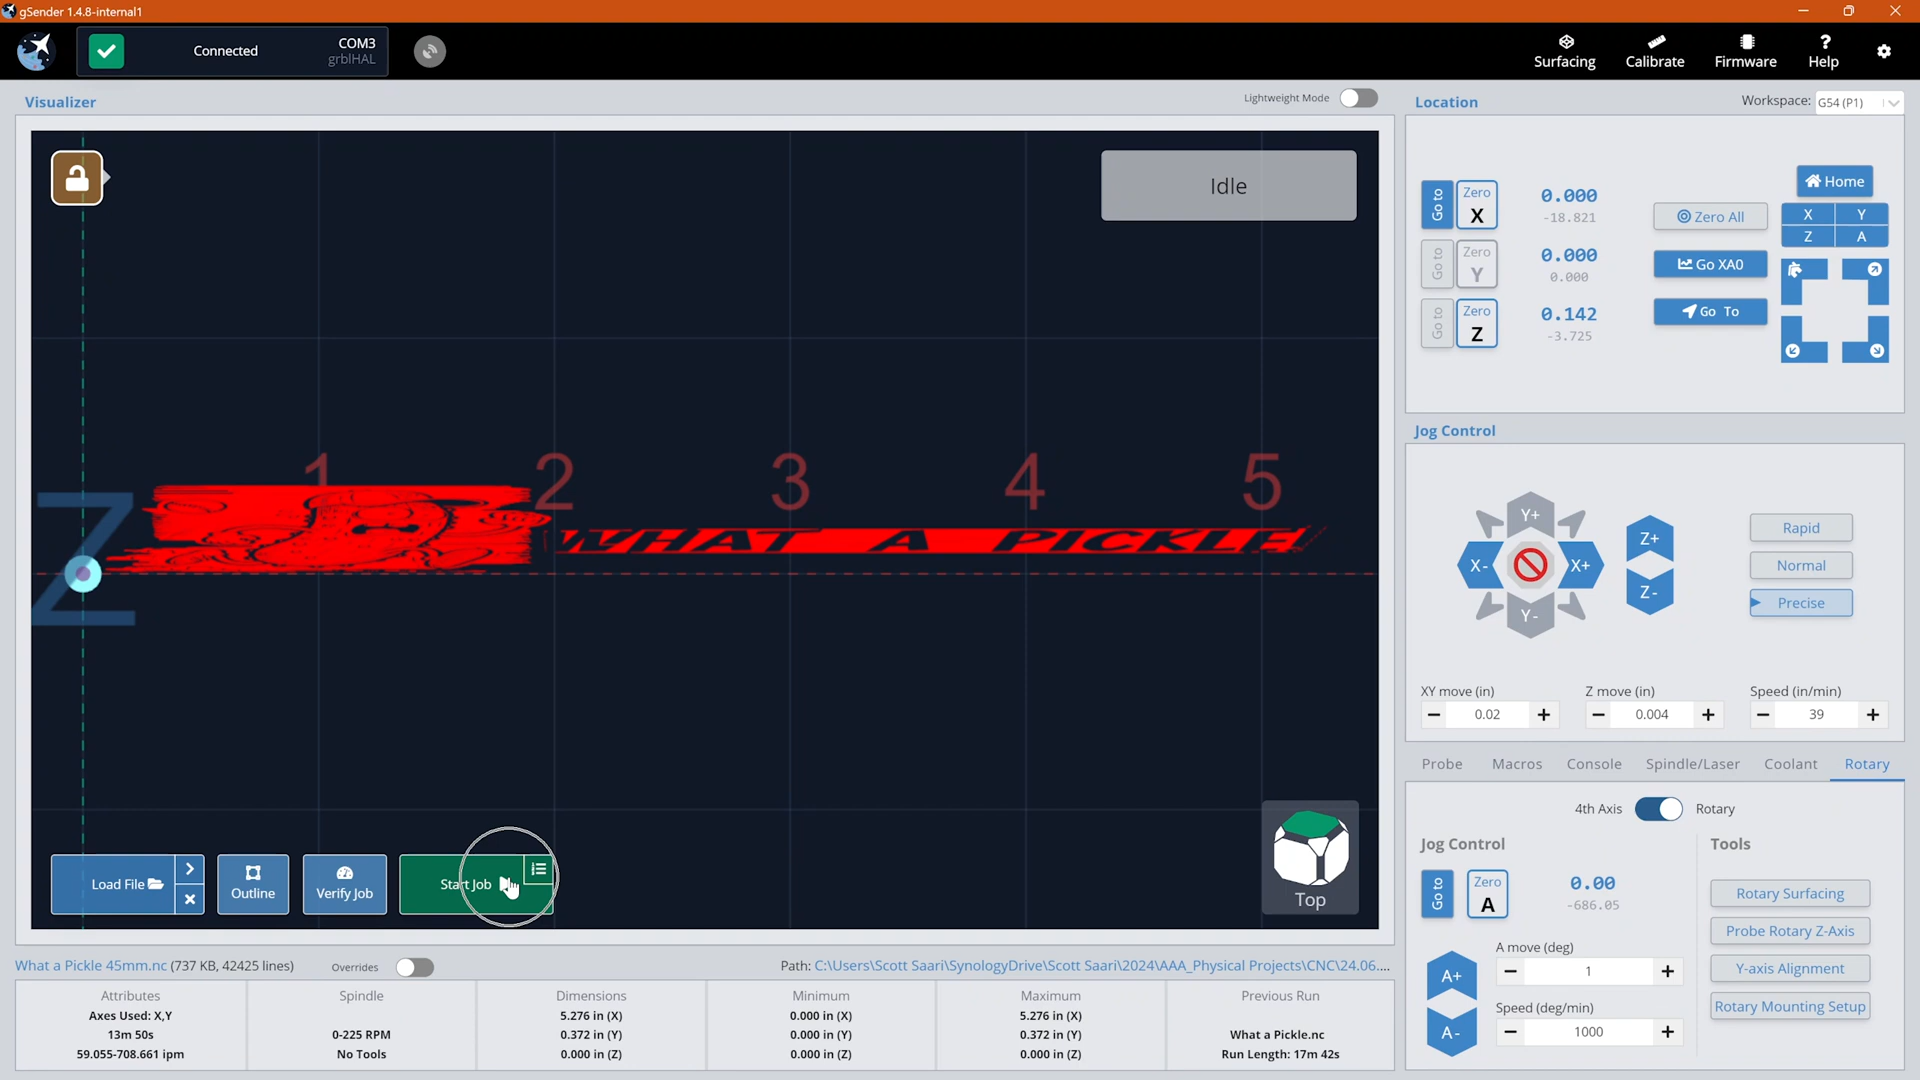 gSender 1.4.8-internal1
Connected
COM3
grblHAL
Surfacing
Calibrate
Firmware
Help
Visualizer
Lightweight Mode
Idle
Z
1 2 3 4 5
WHAT A PICKLE
Load File
Outline
Verify Job
Start Job
Top
Location
Workspace: G54 (P1)
Go to Zero X 0.000 -18.821
Go to Zero Y 0.000 0.000
Go to Zero Z 0.142 -3.725
Zero All
Go XA0
Go To
Home
X Y
Z A
Jog Control
Y+
X- X+
Y-
Z+
Z-
Rapid
Normal
Precise
XY move (in)
0.02
Z move (in)
0.004
Speed (in/min)
39
Probe Macros Console Spindle/Laser Coolant Rotary
4th Axis Rotary
Jog Control
Go to Zero A 0.00 -686.05
A+
A-
A move (deg)
1
Speed (deg/min)
1000
Tools
Rotary Surfacing
Probe Rotary Z-Axis
Y-axis Alignment
Rotary Mounting Setup
What a Pickle 45mm.nc (737 KB, 42425 lines)
Overrides
Path: C:\Users\Scott Saari\SynologyDrive\Scott Saari\2024\AAA_Physical Projects\CNC\24.06....
Attributes
Axes Used: X,Y
13m 50s
59.055-708.661 ipm
Spindle
0-225 RPM
No Tools
Dimensions
5.276 in (X)
0.372 in (Y)
0.000 in (Z)
Minimum
0.000 in (X)
0.000 in (Y)
0.000 in (Z)
Maximum
5.276 in (X)
0.372 in (Y)
0.000 in (Z)
Previous Run
What a Pickle.nc
Run Length: 17m 42s